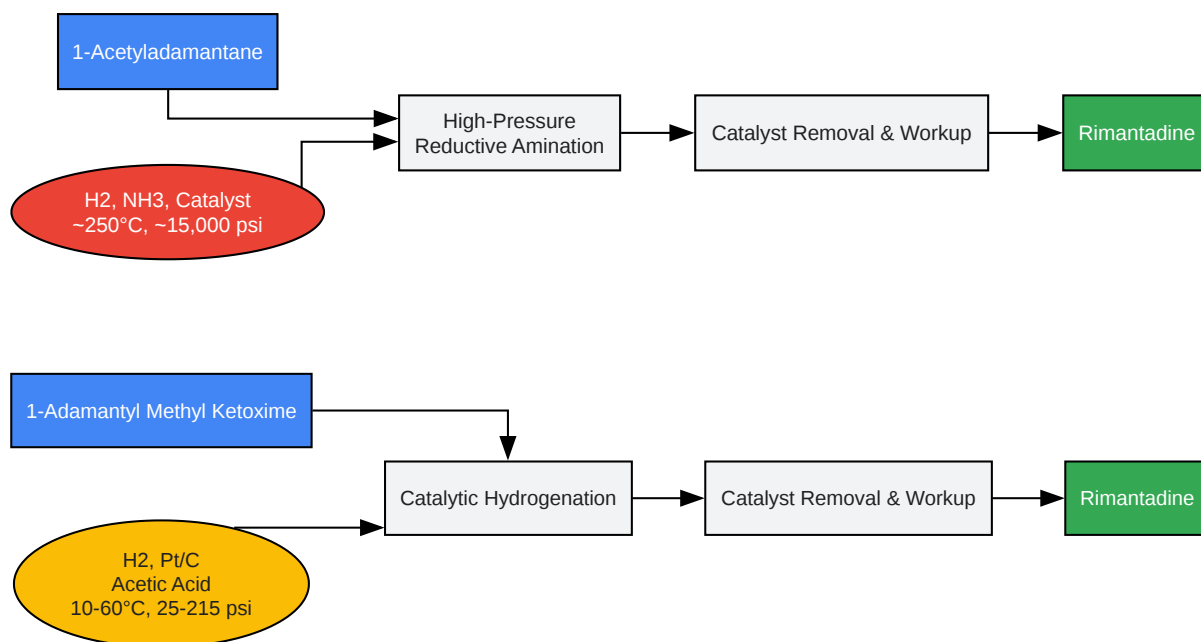 1-Acetyladamantane
High-Pressure
Reductive Amination
Catalyst Removal & Workup
Rimantadine
H2, NH3, Catalyst
~250°C, ~15,000 psi
1-Adamantyl Methyl Ketoxime
Catalytic Hydrogenation
Catalyst Removal & Workup
Rimantadine
H2, Pt/C
Acetic Acid
10-60°C, 25-215 psi